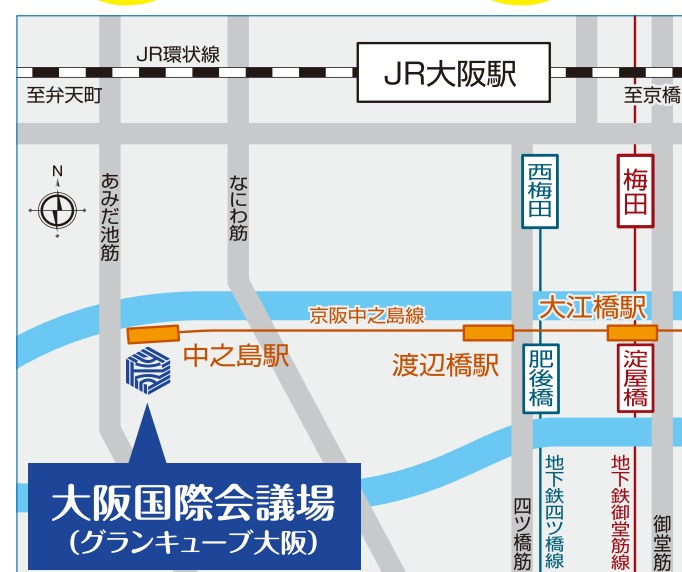 JR環状線
JR大阪駅
至弁天町
至京橋
N
あみだ池筋
なにわ筋
西梅田
梅田
京阪中之島線
大江橋駅
中之島駅
渡辺橋駅
肥後橋
淀屋橋
大阪国際会議場
(グランキューブ大阪)
四ツ橋筋
地下鉄四ツ橋線
地下鉄御堂筋線
御堂筋